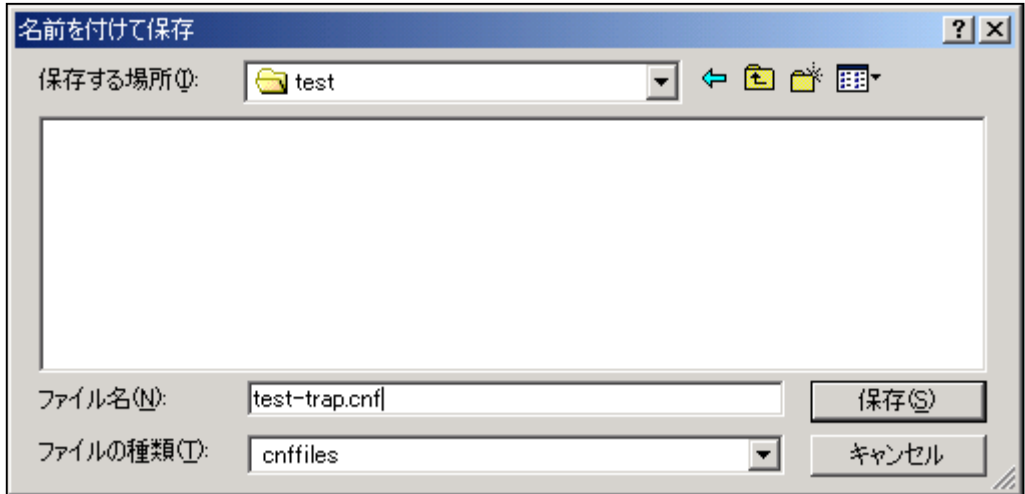 名前を付けて保存
保存する場所(I):
test
ファイル名(N):
test-trap.cnf
保存(S)
ファイルの種類(T):
cnffiles
キャンセル